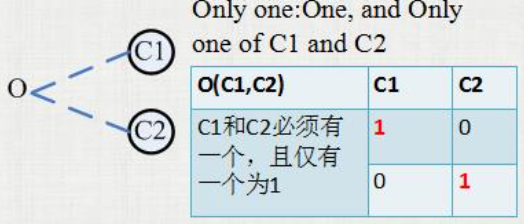 Only one:One, and Only
one of C1 and C2
O
C1
C2
O(C1,C2) C1 C2
C1和C2必须有
一个，且仅有
一个为1
1 0
0 1